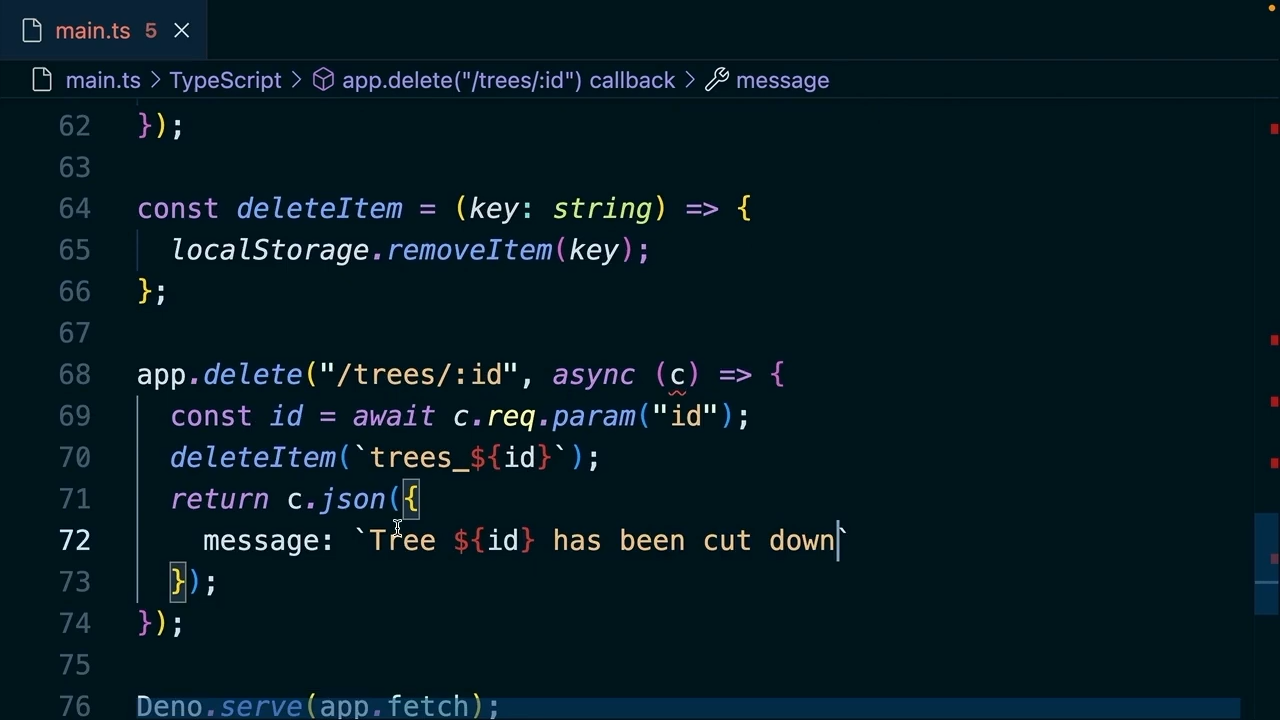 main.ts 5
main.ts > TypeScript > app.delete("/trees/:id") callback > message
62 });
63
64 const deleteItem = (key: string) => {
65   localStorage.removeItem(key);
66 };
67
68 app.delete("/trees/:id", async (c) => {
69   const id = await c.req.param("id");
70   deleteItem(`trees_${id}`);
71   return c.json({
72     message: `Tree ${id} has been cut down`
73   });
74 });
75
76 Deno.serve(app.fetch);